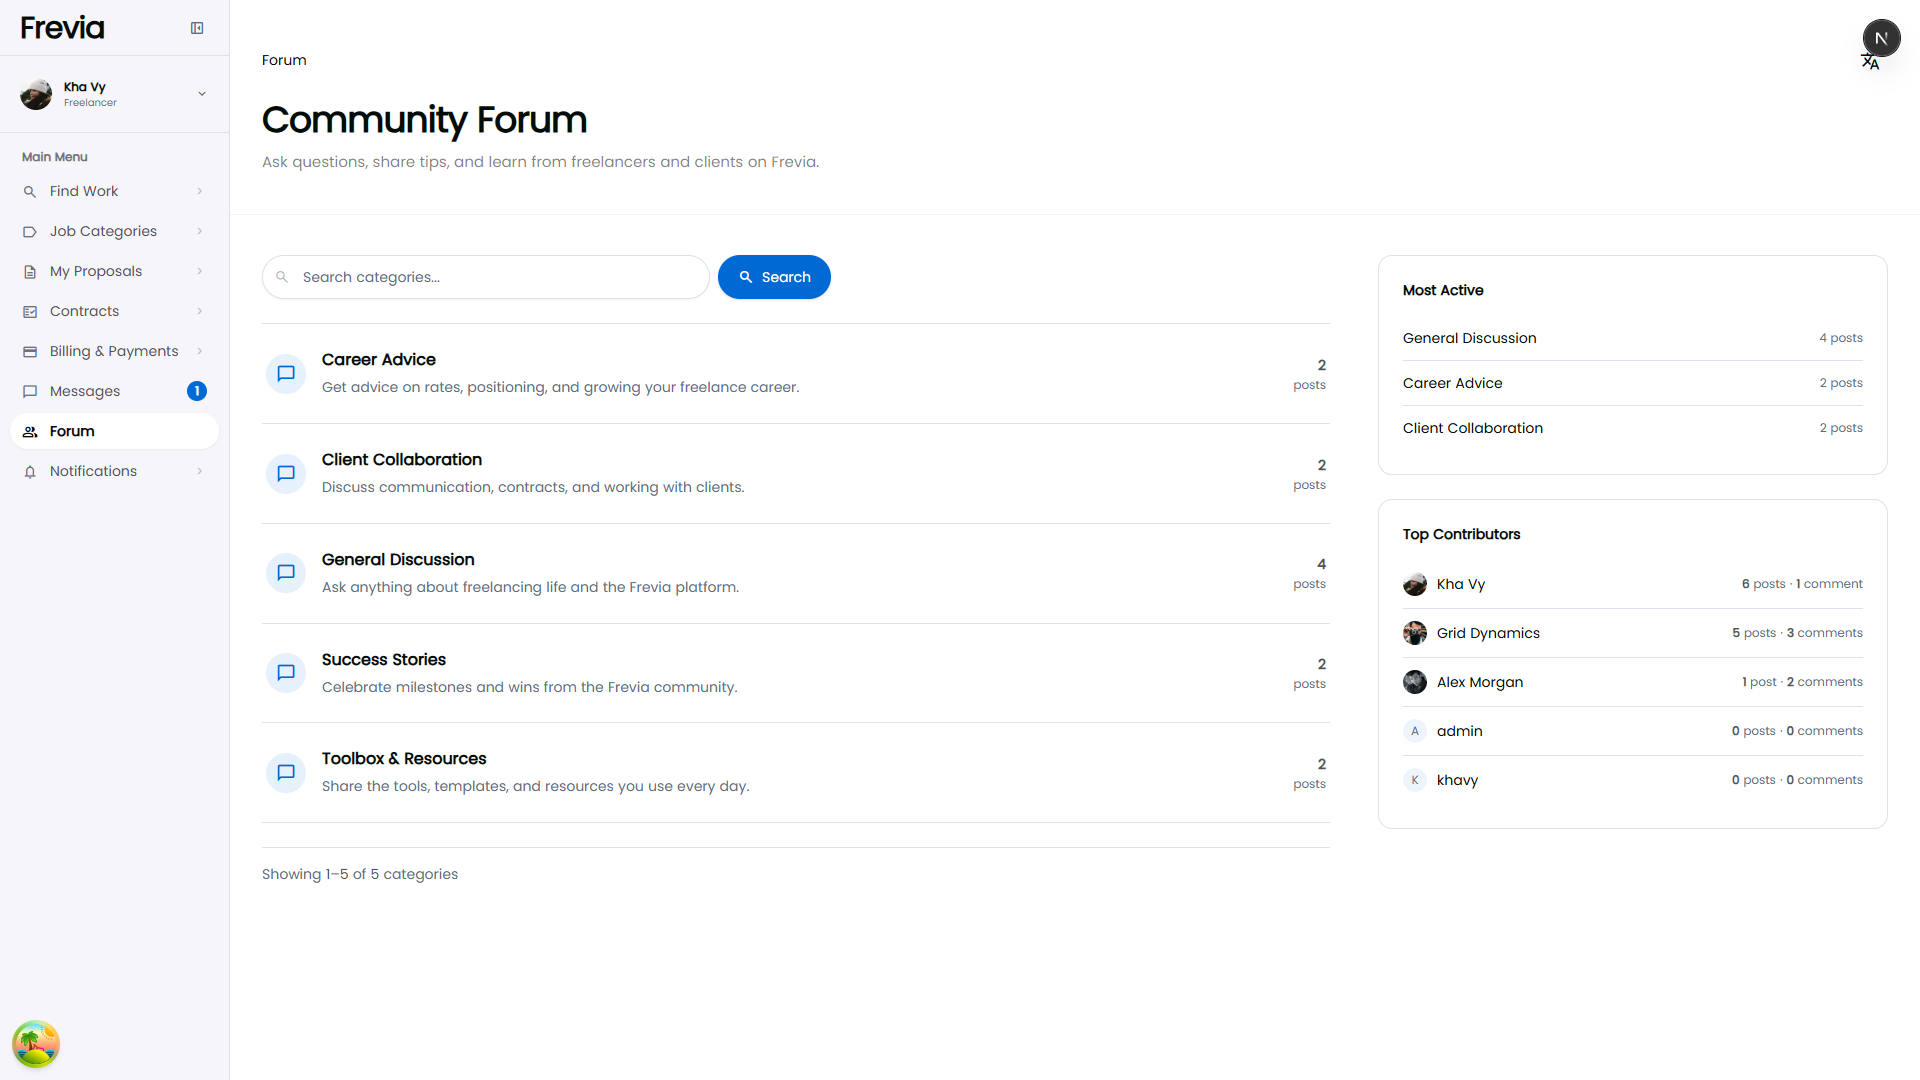 Frevia
Kha Vy
Freelancer
Main Menu
Find Work
Job Categories
My Proposals
Contracts
Billing & Payments
Messages 1
Forum
Notifications
Forum
N
Community Forum
Ask questions, share tips, and learn from freelancers and clients on Frevia.
Search categories...
Search
Career Advice
Get advice on rates, positioning, and growing your freelance career.
2
posts
Client Collaboration
Discuss communication, contracts, and working with clients.
2
posts
General Discussion
Ask anything about freelancing life and the Frevia platform.
4
posts
Success Stories
Celebrate milestones and wins from the Frevia community.
2
posts
Toolbox & Resources
Share the tools, templates, and resources you use every day.
2
posts
Showing 1–5 of 5 categories
Most Active
General Discussion 4 posts
Career Advice 2 posts
Client Collaboration 2 posts
Top Contributors
Kha Vy 6 posts · 1 comment
Grid Dynamics 5 posts · 3 comments
Alex Morgan 1 post · 2 comments
A admin 0 posts · 0 comments
K khavy 0 posts · 0 comments